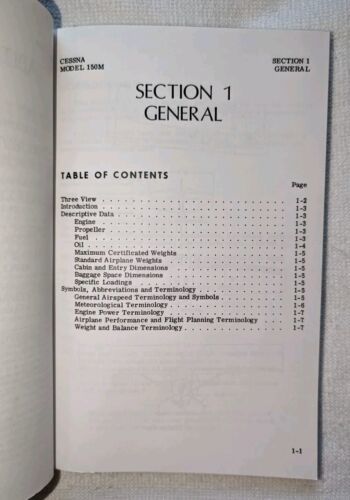 CESSNA
MODEL 150M
SECTION 1
GENERAL
SECTION 1
GENERAL
TABLE OF CONTENTS
Page
Three View . . . . . . . . . . . . . . . . . . . . 1-2
Introduction . . . . . . . . . . . . . . . . . . . . 1-3
Descriptive Data . . . . . . . . . . . . . . . . . . 1-3
Engine . . . . . . . . . . . . . . . . . . . . 1-3
Propeller . . . . . . . . . . . . . . . . . . . 1-3
Fuel . . . . . . . . . . . . . . . . . . . . . 1-3
Oil . . . . . . . . . . . . . . . . . . . . . . 1-4
Maximum Certificated Weights . . . . . . . . . . . 1-5
Standard Airplane Weights . . . . . . . . . . . . 1-5
Cabin and Entry Dimensions . . . . . . . . . . . 1-5
Baggage Space Dimensions . . . . . . . . . . . . 1-5
Specific Loadings . . . . . . . . . . . . . . . . 1-5
Symbols, Abbreviations and Terminology . . . . . . . . 1-5
General Airspeed Terminology and Symbols . . . . . . 1-5
Meteorological Terminology . . . . . . . . . . . . 1-6
Engine Power Terminology . . . . . . . . . . . . 1-7
Airplane Performance and Flight Planning Terminology 1-7
Weight and Balance Terminology . . . . . . . . . . 1-7
1-1